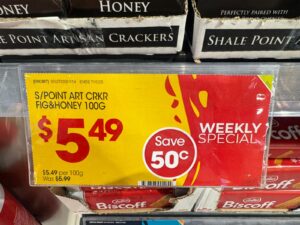 HONEY
HONEY
PERFECTLY PAIRED WITH
POINT ARTISAN CRACKERS
SHALE POINT
S/POINT ART CRKR
FIG&HONEY 100G
$5.49
$5.49 per 100g
Was $5.99
Save
50c
WEEKLY
SPECIAL
Biscoff
Biscoff